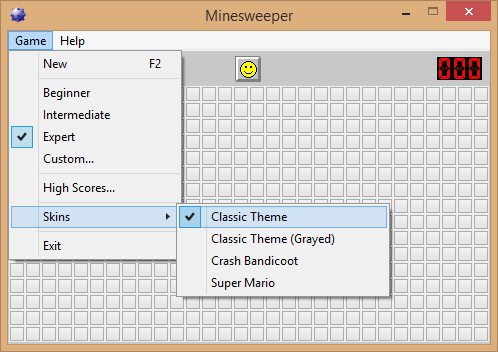 Minesweeper
Game Help
New F2
Beginner
Intermediate
Expert
Custom...
High Scores...
Skins
Exit
Classic Theme
Classic Theme (Grayed)
Crash Bandicoot
Super Mario
000